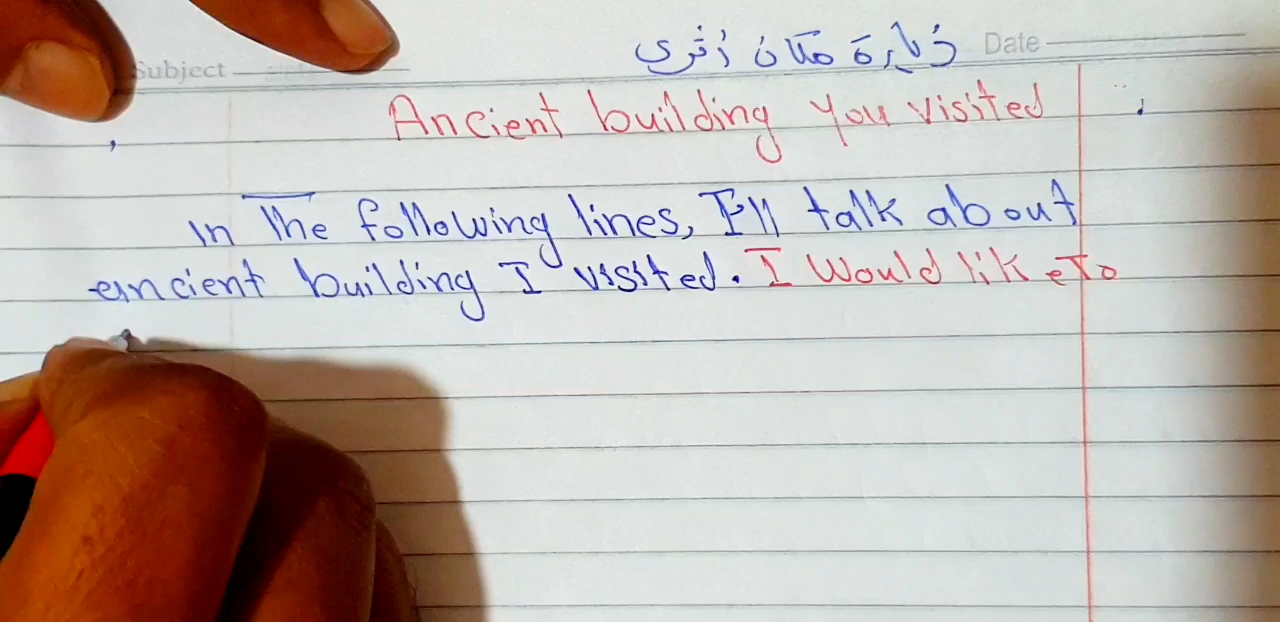 زيارة مكان أثرى Date
Subject
Ancient building you visited
In the following lines, I'll talk about
ancient building I visited. I would like To